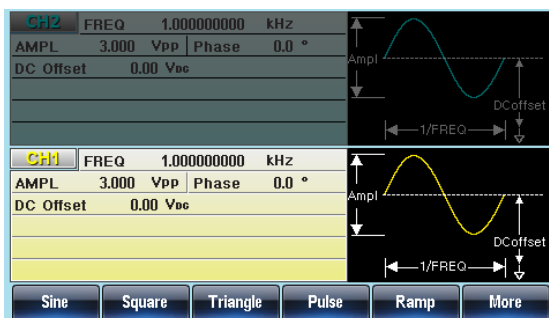 CH2 FREQ 1.000000000 kHz
AMPL 3.000 Vpp Phase 0.0 °
DC Offset 0.00 VDC
Ampl
DCoffset
1/FREQ
CH1 FREQ 1.000000000 kHz
AMPL 3.000 Vpp Phase 0.0 °
DC Offset 0.00 VDC
Ampl
DCoffset
1/FREQ
Sine Square Triangle Pulse Ramp More